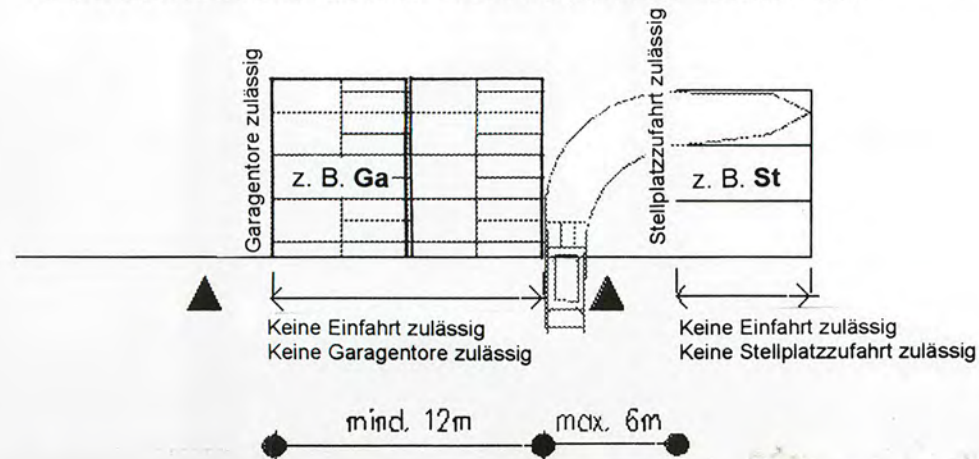 Garagentore zulässig
z. B. Ga
Stellplatzzufahrt zulässig
z. B. St
Keine Einfahrt zulässig
Keine Garagentore zulässig
Keine Einfahrt zulässig
Keine Stellplatzzufahrt zulässig
mind. 12m
max. 6m